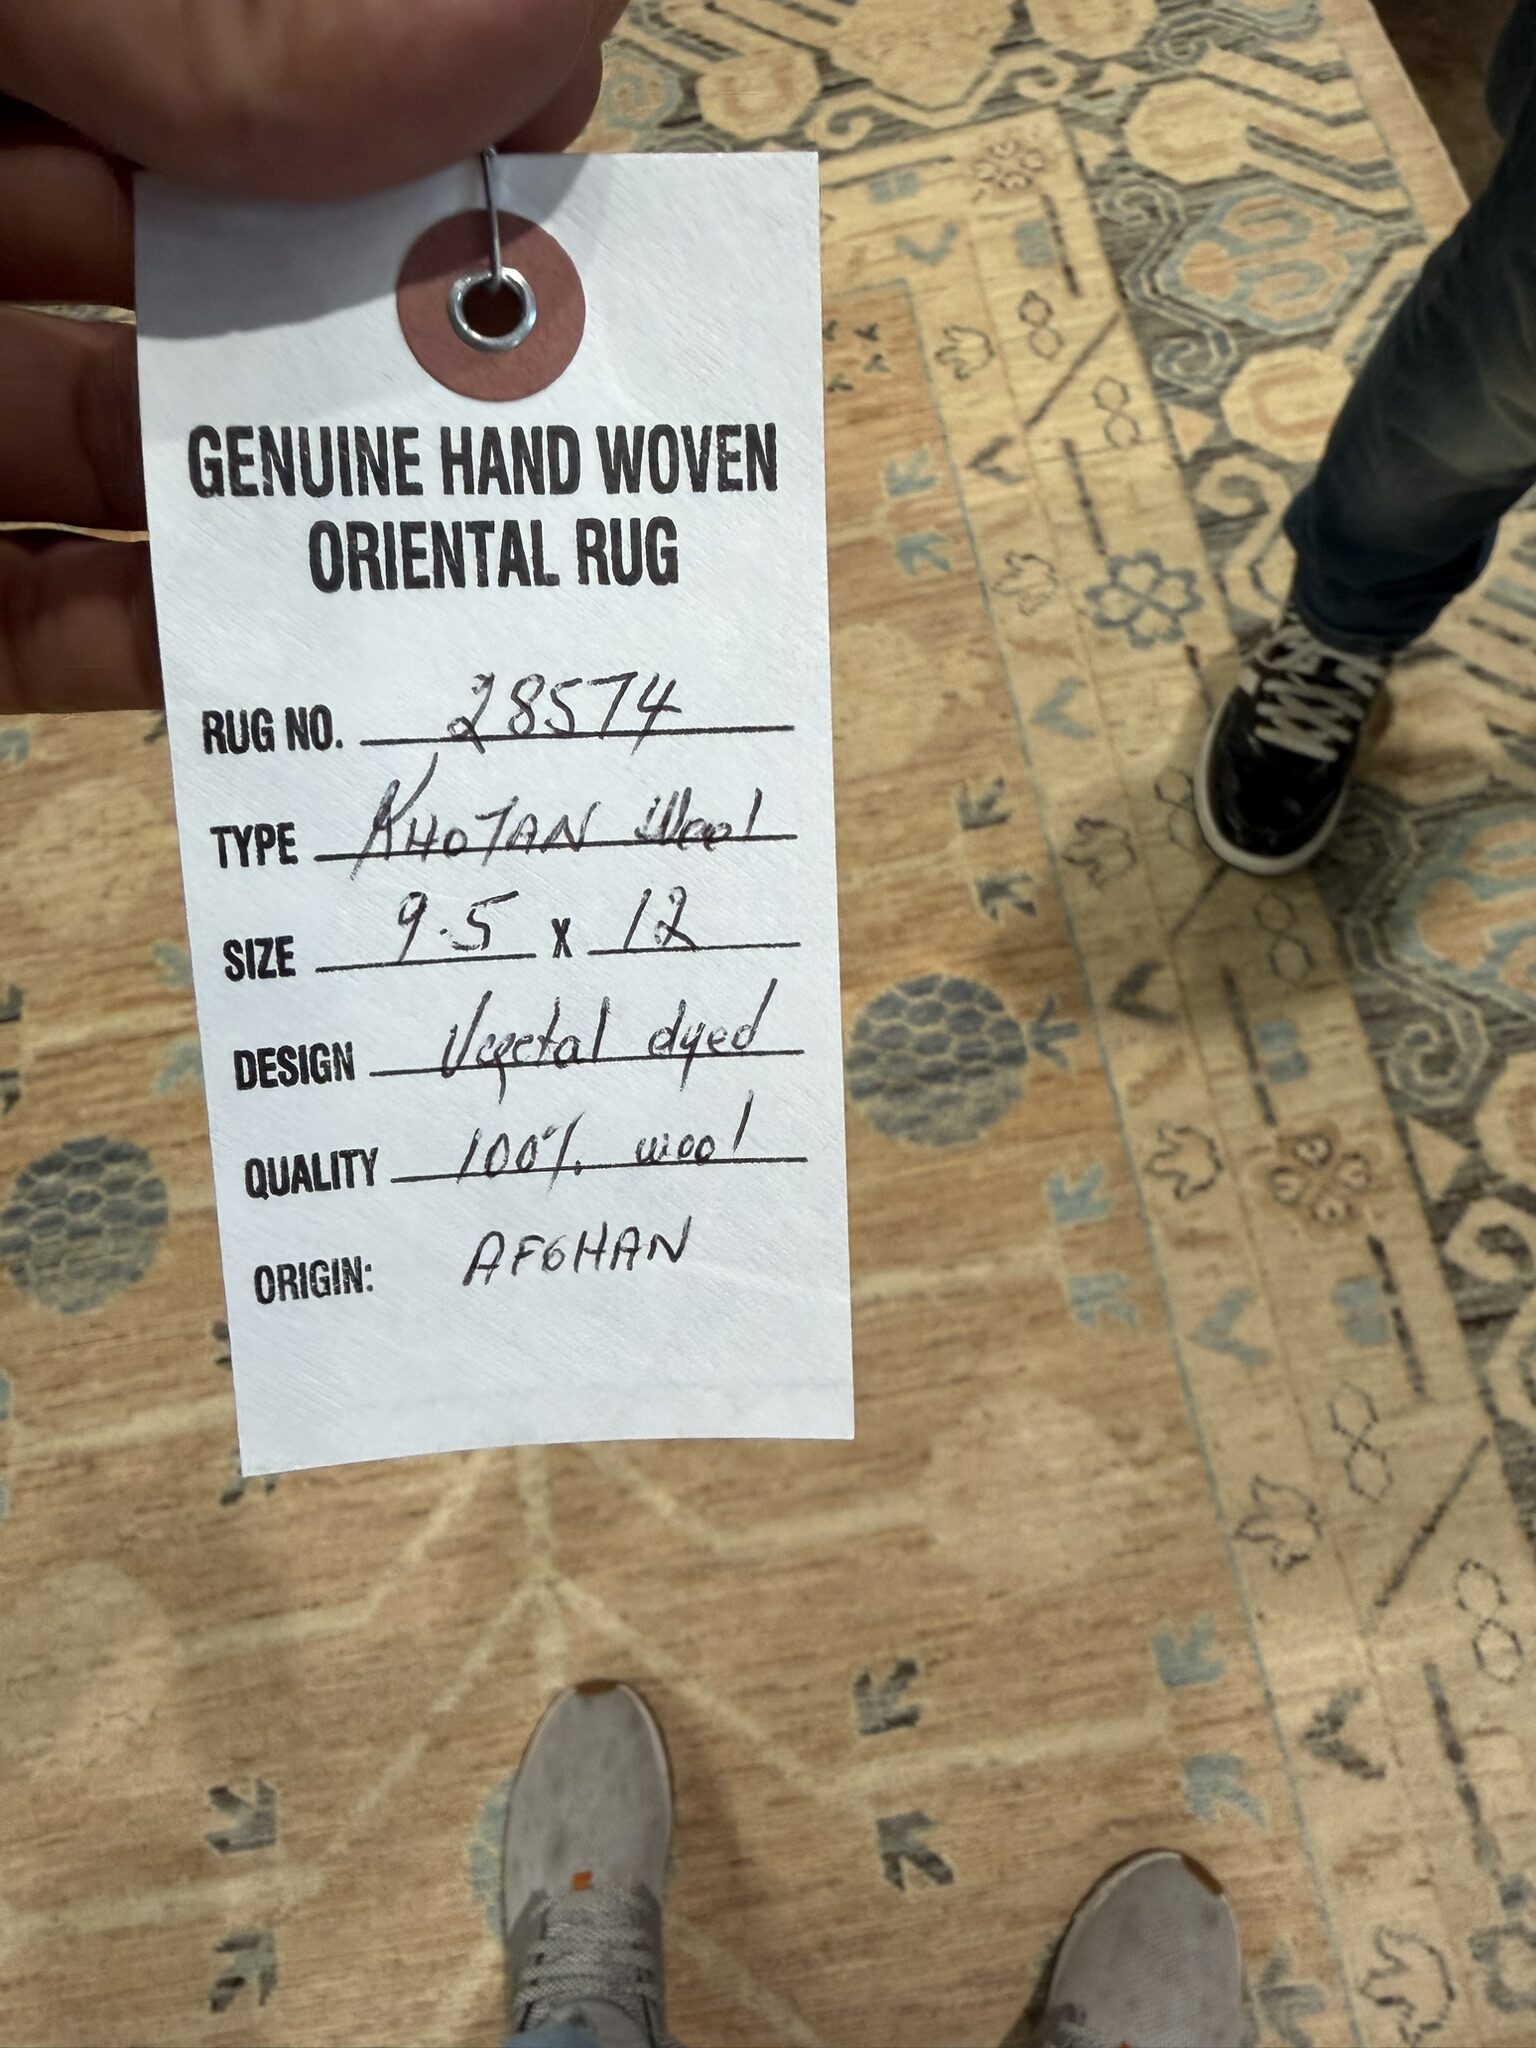 GENUINE HAND WOVEN
ORIENTAL RUG
RUG NO. 28574
TYPE KHOTAN Wool
SIZE 9.5 X 12
DESIGN Vegetal dyed
QUALITY 100% wool
ORIGIN: AFGHAN